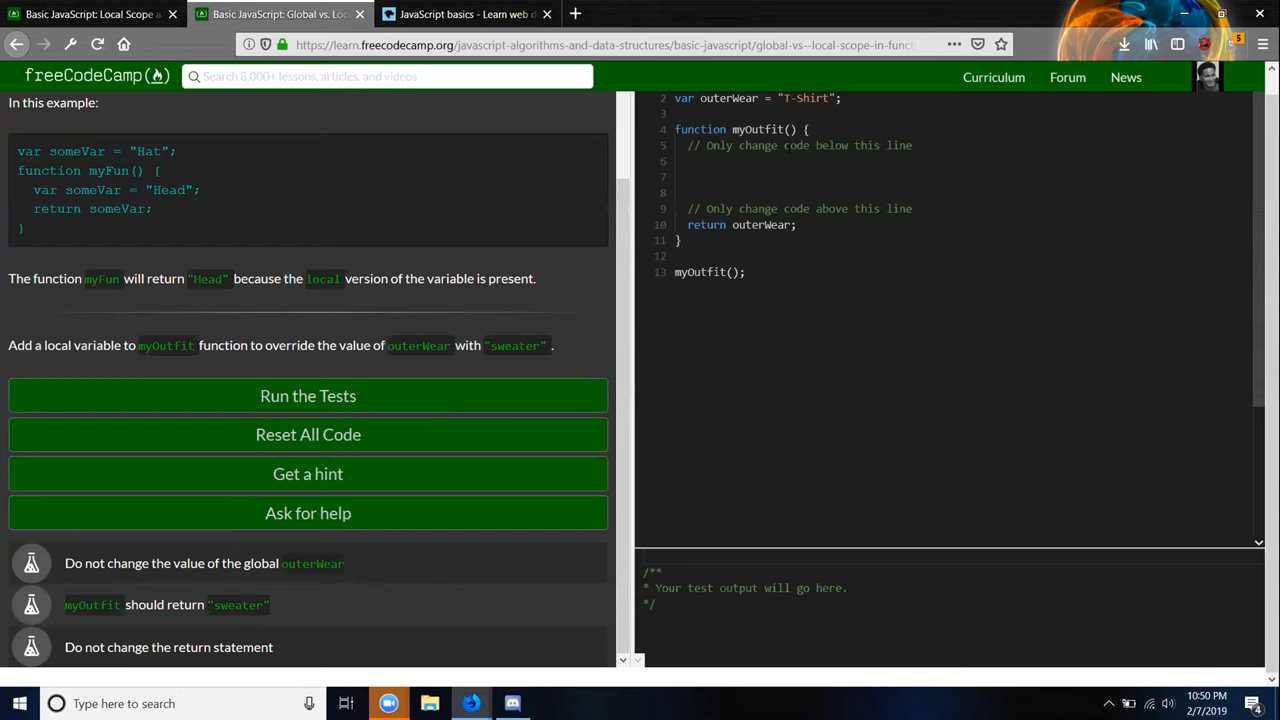 Basic JavaScript: Local Scope a
Basic JavaScript: Global vs. Loc
JavaScript basics - Learn web d
https://learn.freecodecamp.org/javascript-algorithms-and-data-structures/basic-javascript/global-vs--local-scope-in-funct
5
freeCodeCamp
Search 8,000+ lessons, articles, and videos
Curriculum
Forum
News
In this example:
var someVar = "Hat";
function myFun() {
var someVar = "Head";
return someVar;
}
The function myFun will return "Head" because the local version of the variable is present.
Add a local variable to myOutfit function to override the value of outerWear with "sweater" .
Run the Tests
Reset All Code
Get a hint
Ask for help
Do not change the value of the global outerWear
myOutfit should return "sweater"
Do not change the return statement
2 var outerWear = "T-Shirt";
3
4 function myOutfit() {
5 // Only change code below this line
6
7
8
9 // Only change code above this line
10 return outerWear;
11 }
12
13 myOutfit();
/**
* Your test output will go here.
*/
Type here to search
10:50 PM
2/7/2019
4